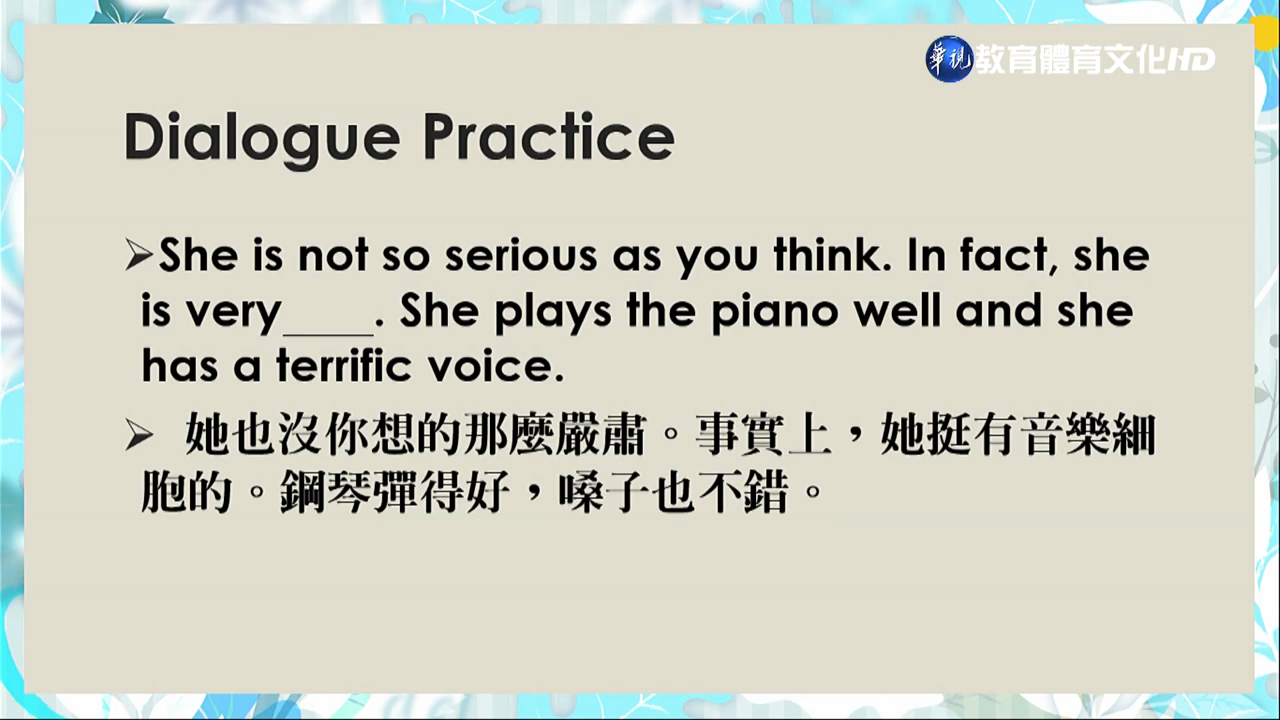 華視 教育體育文化HD
Dialogue Practice
➢She is not so serious as you think. In fact, she
is very____. She plays the piano well and she
has a terrific voice.
➢ 她也沒你想的那麼嚴肅。事實上，她挺有音樂細
胞的。鋼琴彈得好，嗓子也不錯。